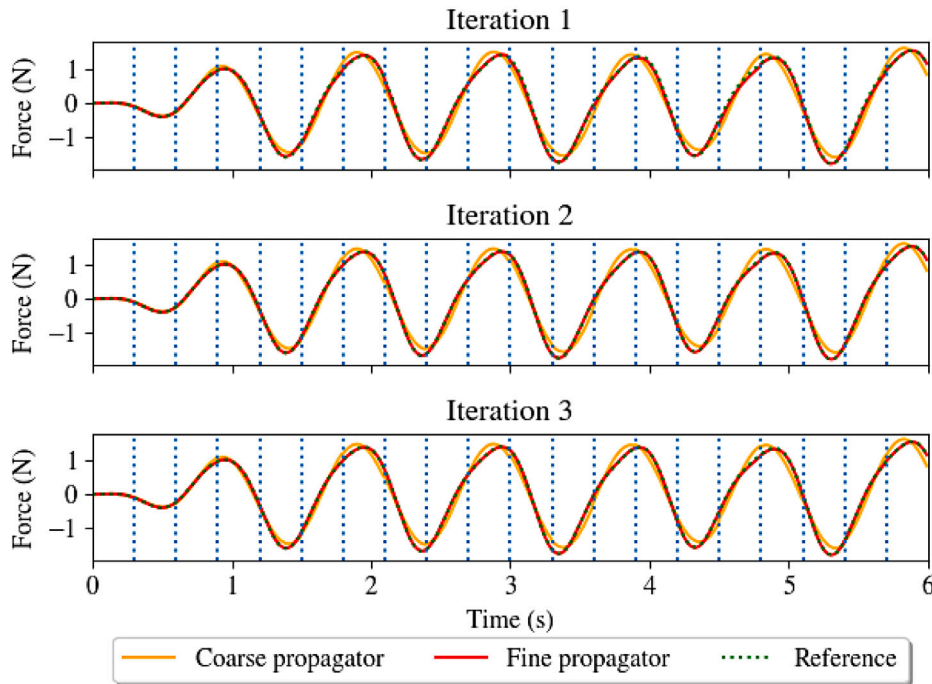 Iteration 1
Force (N)
1
0
−1
Iteration 2
Force (N)
1
0
−1
Iteration 3
Force (N)
1
0
−1
0 1 2 3 4 5 6
Time (s)
Coarse propagator Fine propagator Reference